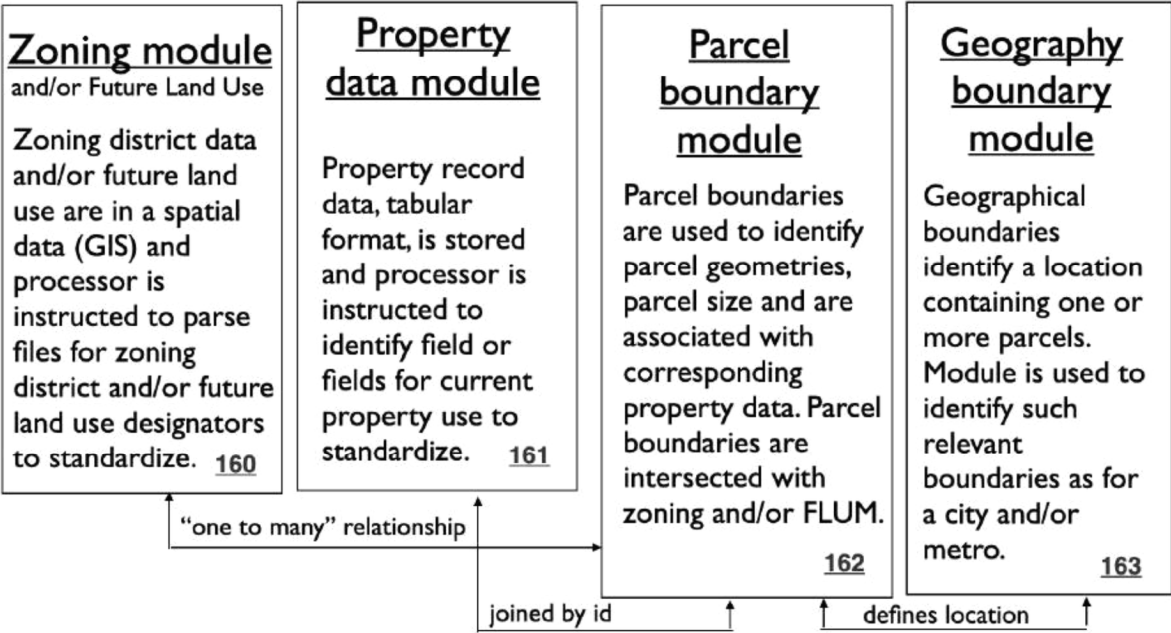 Zoning module
and/or Future Land Use
Zoning district data
and/or future land
use are in a spatial
data (GIS) and
processor is
instructed to parse
files for zoning
district and/or future
land use designators
to standardize. 160
Property
data module
Property record
data, tabular
format, is stored
and processor is
instructed to
identify field or
fields for current
property use to
standardize. 161
Parcel
boundary
module
Parcel boundaries
are used to identify
parcel geometries,
parcel size and are
associated with
corresponding
property data. Parcel
boundaries are
intersected with
zoning and/or FLUM.
162
Geography
boundary
module
Geographical
boundaries
identify a location
containing one or
more parcels.
Module is used to
identify such
relevant
boundaries as for
a city and/or
metro.
163
“one to many” relationship
joined by id
defines location